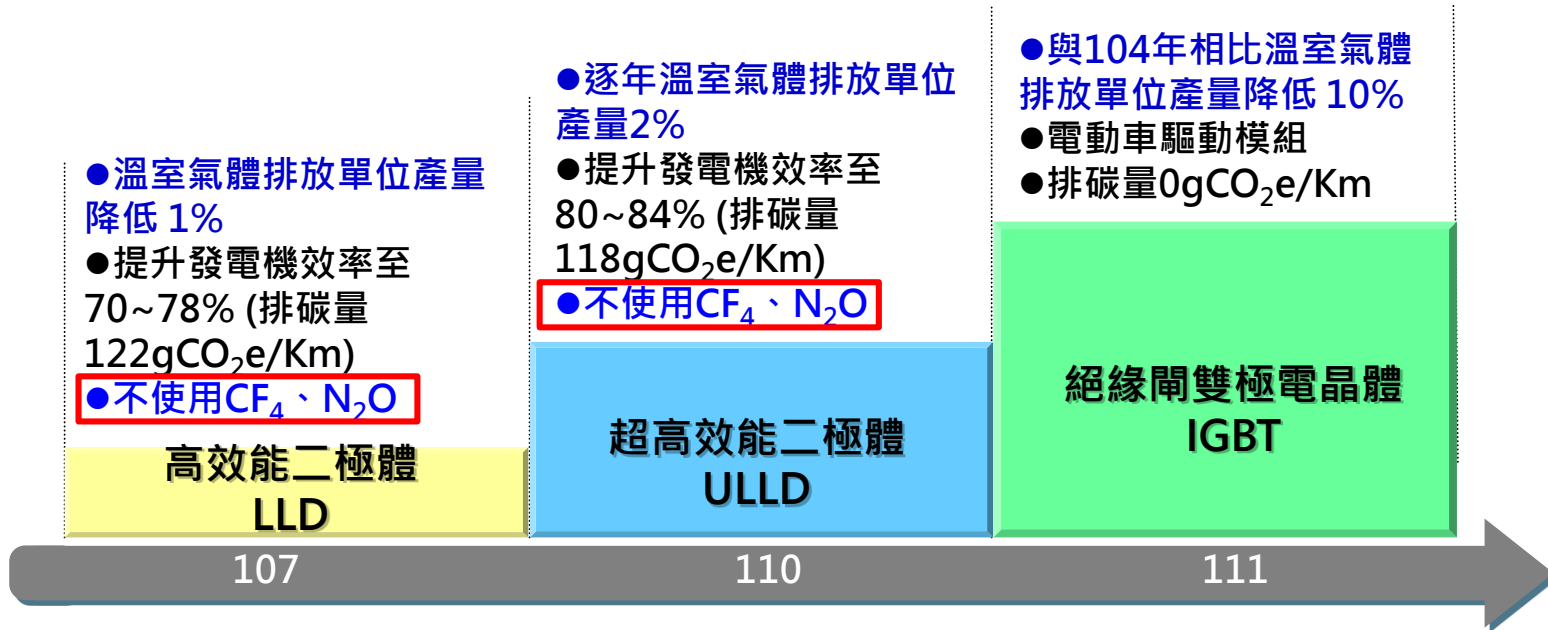 ●溫室氣體排放單位產量
降低 1%
●提升發電機效率至
70~78% (排碳量
122gCO₂e/Km)
●不使用CF₄、N₂O
高效能二極體
LLD
107
●逐年溫室氣體排放單位
產量2%
●提升發電機效率至
80~84% (排碳量
118gCO₂e/Km)
●不使用CF₄、N₂O
超高效能二極體
ULLD
110
●與104年相比溫室氣體
排放單位產量降低 10%
●電動車驅動模組
●排碳量0gCO₂e/Km
絕緣閘雙極電晶體
IGBT
111